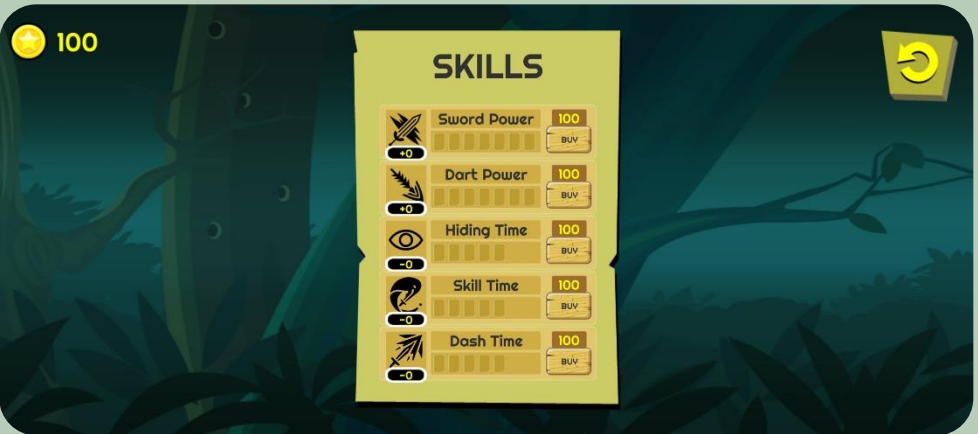 100
SKILLS
Sword Power 100
+0 BUY
Dart Power 100
+0 BUY
Hiding Time 100
-0 BUY
Skill Time 100
-0 BUY
Dash Time 100
-0 BUY